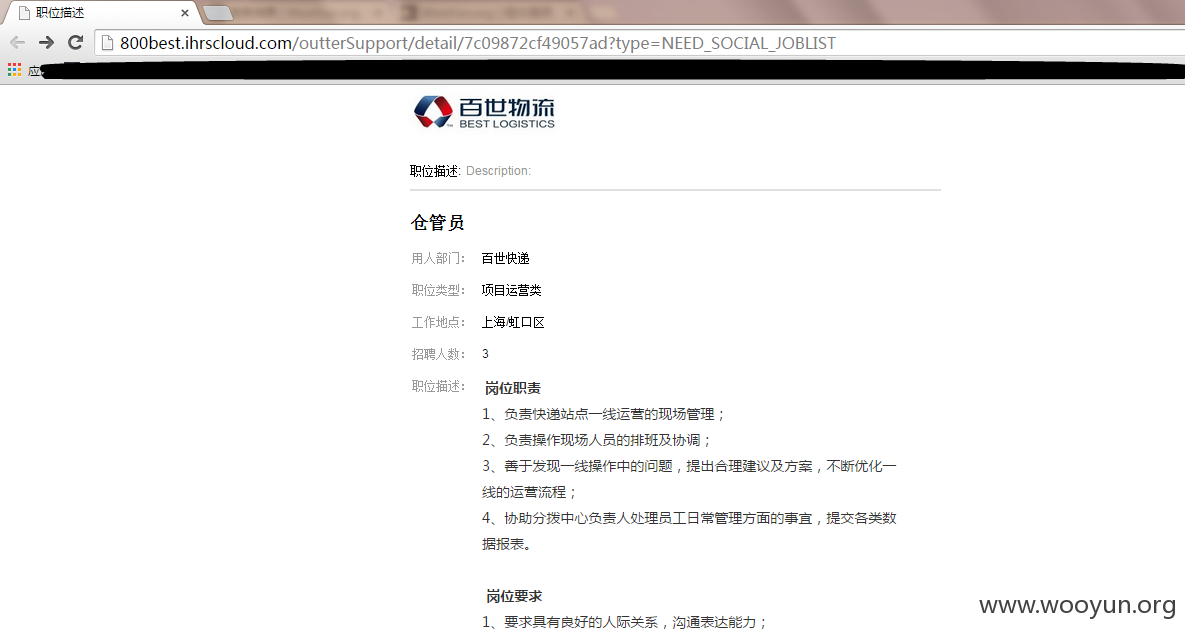 职位描述
800best.ihrscloud.com/outterSupport/detail/7c09872cf49057ad?type=NEED_SOCIAL_JOBLIST
应
百世物流
BEST LOGISTICS
职位描述: Description:
仓管员
用人部门: 百世快递
职位类型: 项目运营类
工作地点: 上海/虹口区
招聘人数: 3
职位描述: 岗位职责
1、负责快递站点一线运营的现场管理；
2、负责操作现场人员的排班及协调；
3、善于发现一线操作中的问题，提出合理建议及方案，不断优化一
线的运营流程；
4、协助分拨中心负责人处理员工日常管理方面的事宜，提交各类数
据报表。
岗位要求
1、要求具有良好的人际关系，沟通表达能力；
www.wooyun.org